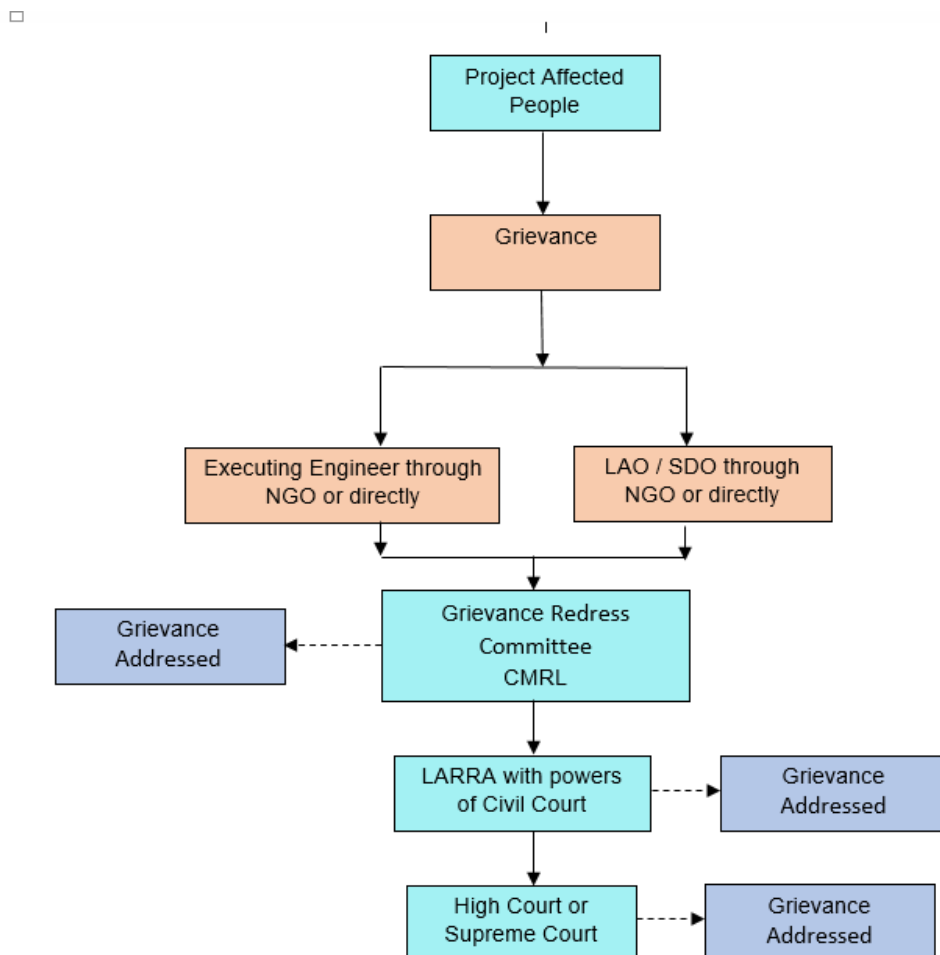 Project Affected
People
Grievance
Executing Engineer through
NGO or directly
LAO / SDO through
NGO or directly
Grievance Redress
Committee
CMRL
Grievance
Addressed
LARRA with powers
of Civil Court
Grievance
Addressed
High Court or
Supreme Court
Grievance
Addressed